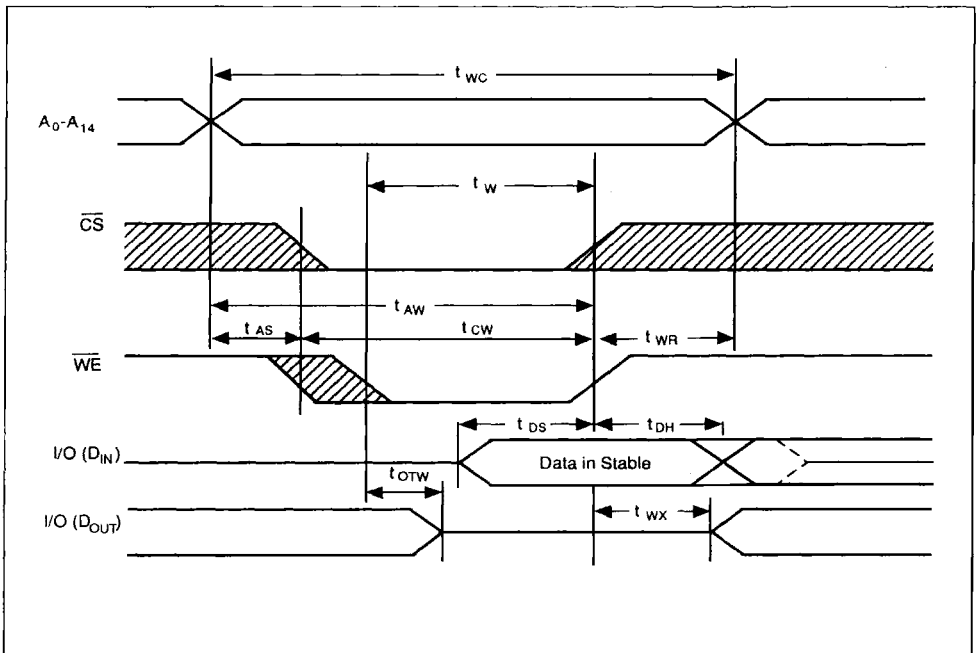 t WC
A0-A14
t W
CS
t AW
t AS
t CW
t WR
WE
t DS
t DH
I/O (DIN)
Data in Stable
t OTW
t WX
I/O (DOUT)